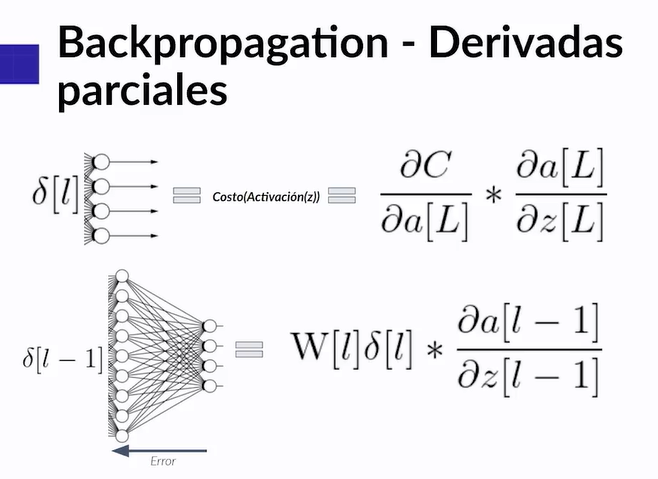 Backpropagation - Derivadas
parciales
δ[l] = Costo(Activación(z)) = ∂C/∂a[L] * ∂a[L]/∂z[L]
δ[l − 1] = W[l]δ[l] * ∂a[l − 1]/∂z[l − 1]
Error